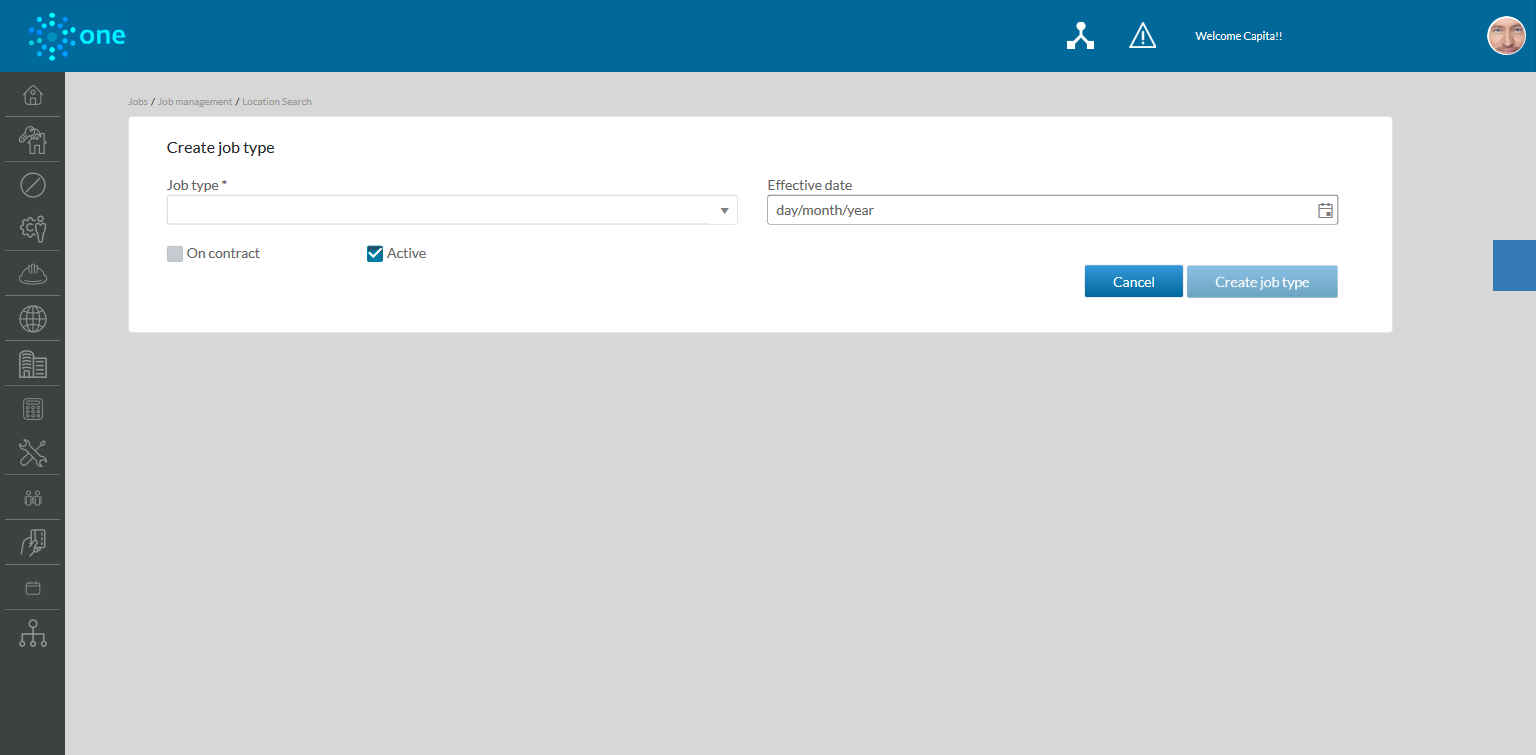 one
Welcome Capita!!
Jobs / Job management / Location Search
Create job type
Job type *
Effective date
day/month/year
On contract
Active
Cancel
Create job type